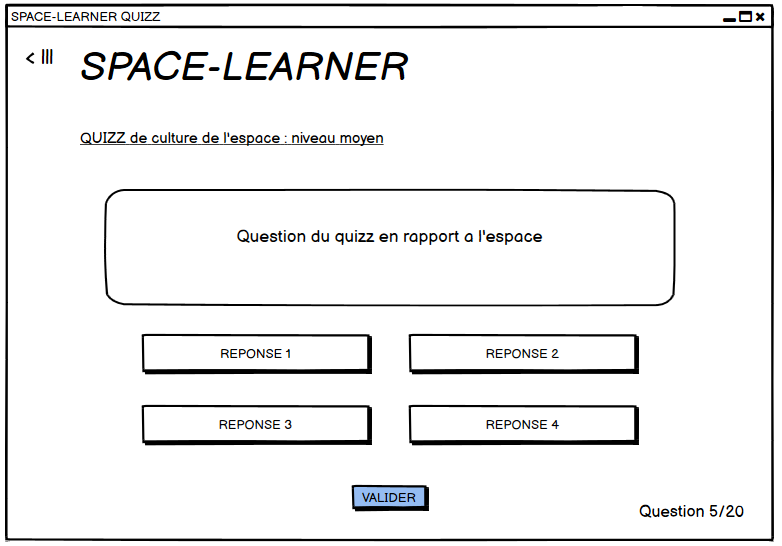 SPACE-LEARNER QUIZZ
< |||
SPACE-LEARNER
QUIZZ de culture de l'espace : niveau moyen
Question du quizz en rapport a l'espace
REPONSE 1
REPONSE 2
REPONSE 3
REPONSE 4
VALIDER
Question 5/20